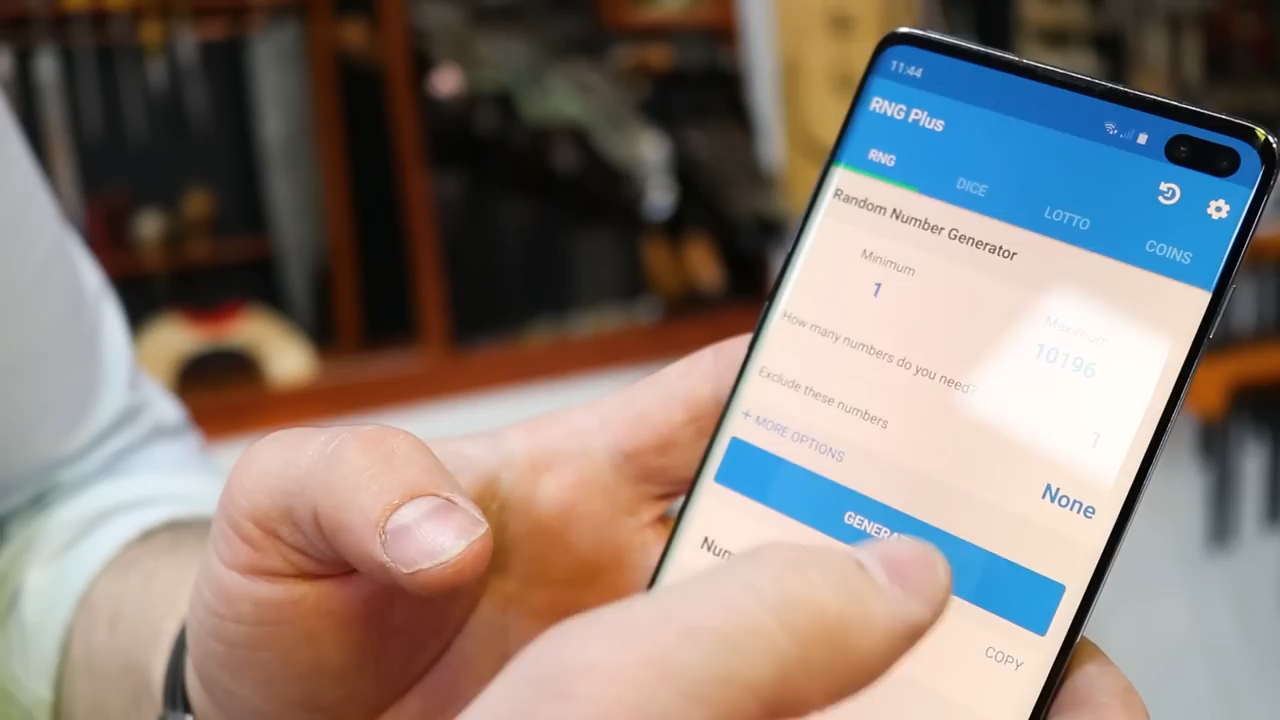 11:44
RNG Plus
RNG
DICE
LOTTO
COINS
Random Number Generator
Minimum
1
Maximum
10196
How many numbers do you need?
1
Exclude these numbers
None
+ MORE OPTIONS
COPY